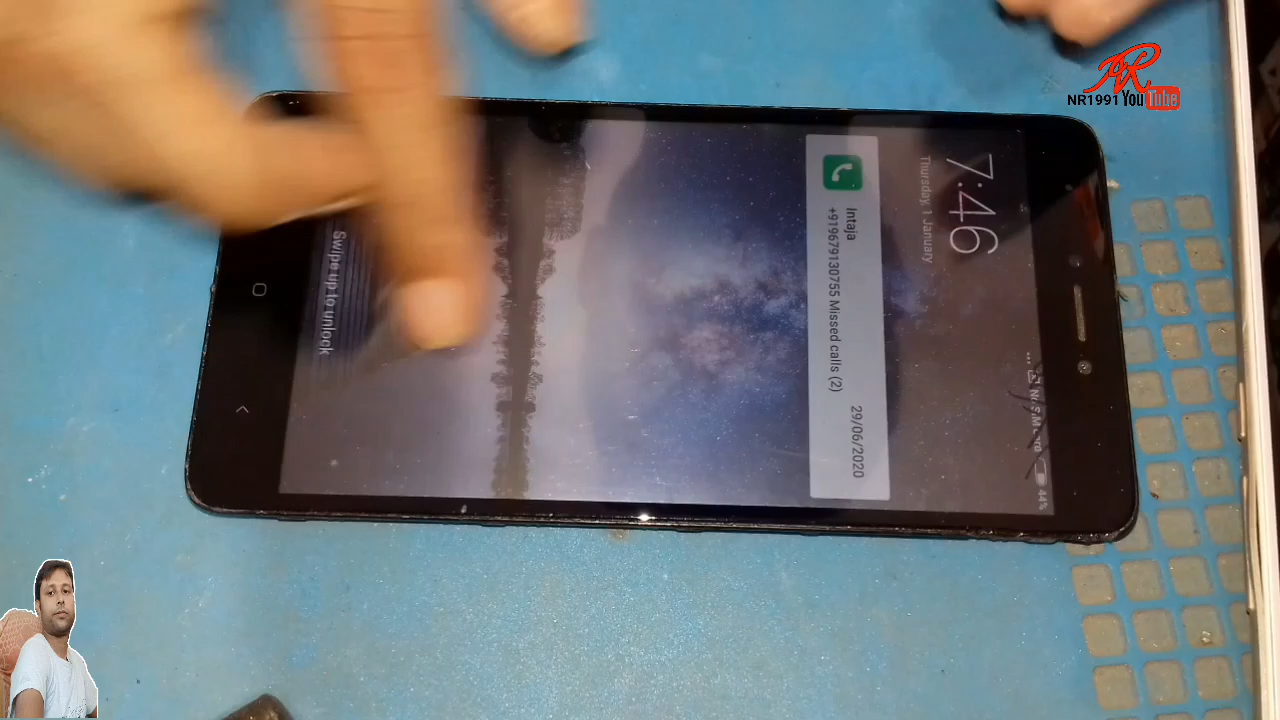 NR1991 YouTube
7:46
Thursday, 1 January
Intaja
+919679130755 Missed calls (2)
29/06/2020
44%
Swipe up to unlock